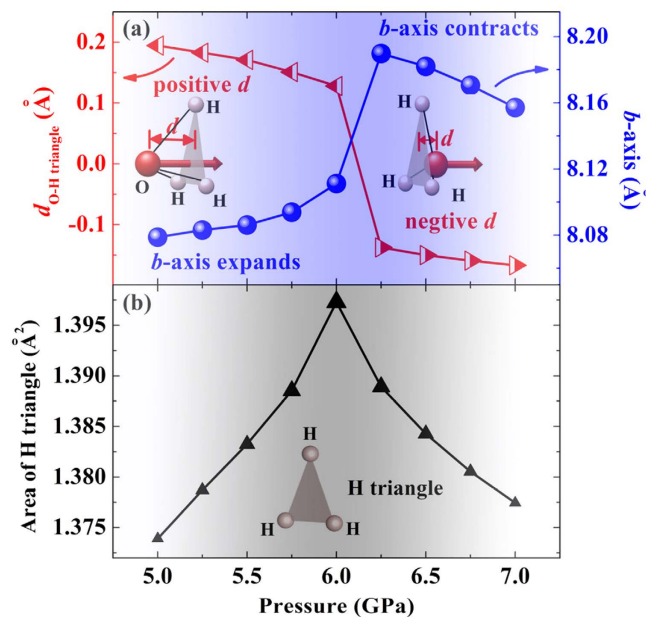 (a)
b-axis contracts
positive d
d
H
O
H
H
d
H
H
H
negtive d
b-axis expands
0.2
0.1
0.0
-0.1
d O-H triangle (Å)
8.20
8.16
8.12
8.08
b-axis (Å)
(b)
1.395
1.390
1.385
1.380
1.375
Area of H triangle (Å²)
H
H triangle
H
H
5.0 5.5 6.0 6.5 7.0
Pressure (GPa)